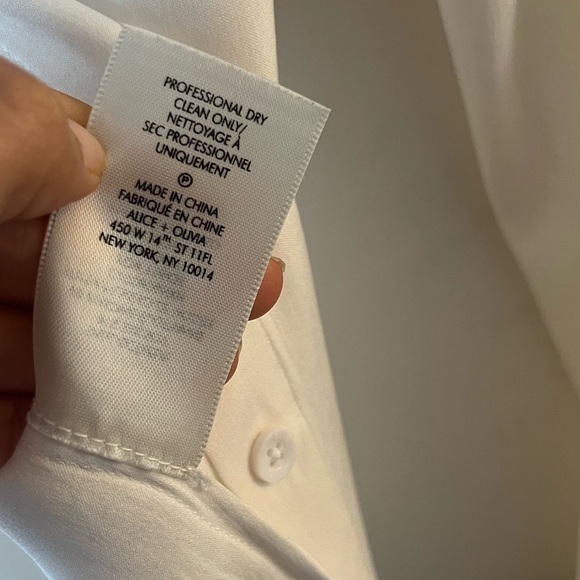 PROFESSIONAL DRY
CLEAN ONLY/
NETTOYAGE À
SEC PROFESSIONNEL
UNIQUEMENT
Ⓟ
MADE IN CHINA
FABRIQUÉ EN CHINE
ALICE + OLIVIA
450 W 14TH ST 11FL
NEW YORK, NY 10014